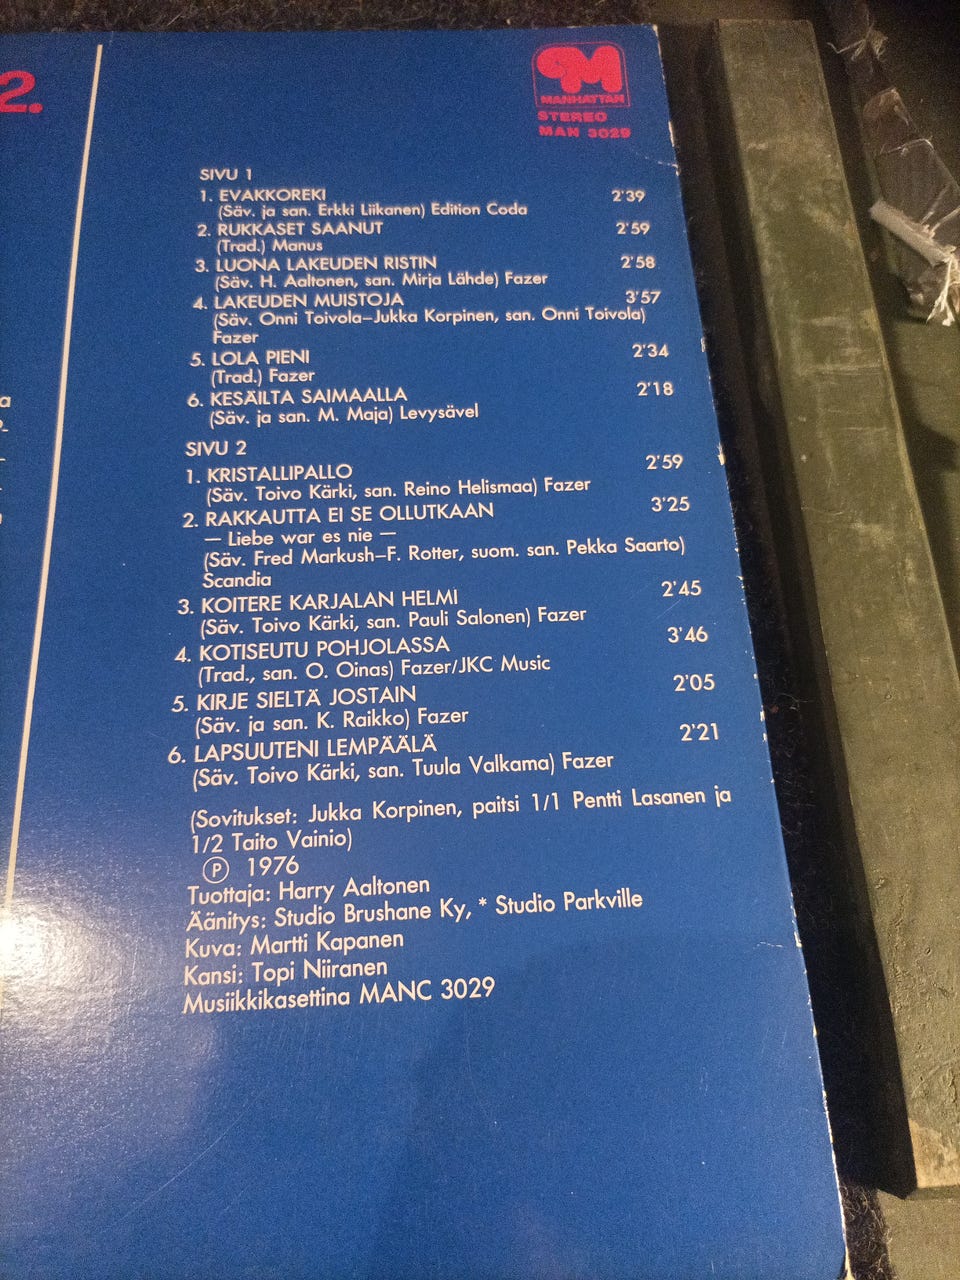 2.
MANHATTAN
STEREO
MAN 3029
SIVU 1
1. EVAKKOREKI 2'39
(Säv. ja san. Erkki Liikanen) Edition Coda
2. RUKKASET SAANUT 2'59
(Trad.) Manus
3. LUONA LAKEUDEN RISTIN 2'58
(Säv. H. Aaltonen, san. Mirja Lähde) Fazer
4. LAKEUDEN MUISTOJA 3'57
(Säv. Onni Toivola–Jukka Korpinen, san. Onni Toivola)
Fazer
5. LOLA PIENI 2'34
(Trad.) Fazer
6. KESÄILTA SAIMAALLA 2'18
(Säv. ja san. M. Maja) Levysävel
SIVU 2
1. KRISTALLIPALLO 2'59
(Säv. Toivo Kärki, san. Reino Helismaa) Fazer
2. RAKKAUTTA EI SE OLLUTKAAN 3'25
— Liebe war es nie —
(Säv. Fred Markush–F. Rotter, suom. san. Pekka Saarto)
Scandia
3. KOITERE KARJALAN HELMI 2'45
(Säv. Toivo Kärki, san. Pauli Salonen) Fazer
4. KOTISEUTU POHJOLASSA 3'46
(Trad., san. O. Oinas) Fazer/JKC Music
5. KIRJE SIELTÄ JOSTAIN 2'05
(Säv. ja san. K. Raikko) Fazer
6. LAPSUUTENI LEMPÄÄLÄ 2'21
(Säv. Toivo Kärki, san. Tuula Valkama) Fazer
(Sovitukset: Jukka Korpinen, paitsi 1/1 Pentti Lasanen ja
1/2 Taito Vainio)
Ⓟ 1976
Tuottaja: Harry Aaltonen
Äänitys: Studio Brushane Ky, * Studio Parkville
Kuva: Martti Kapanen
Kansi: Topi Niiranen
Musiikkikasettina MANC 3029